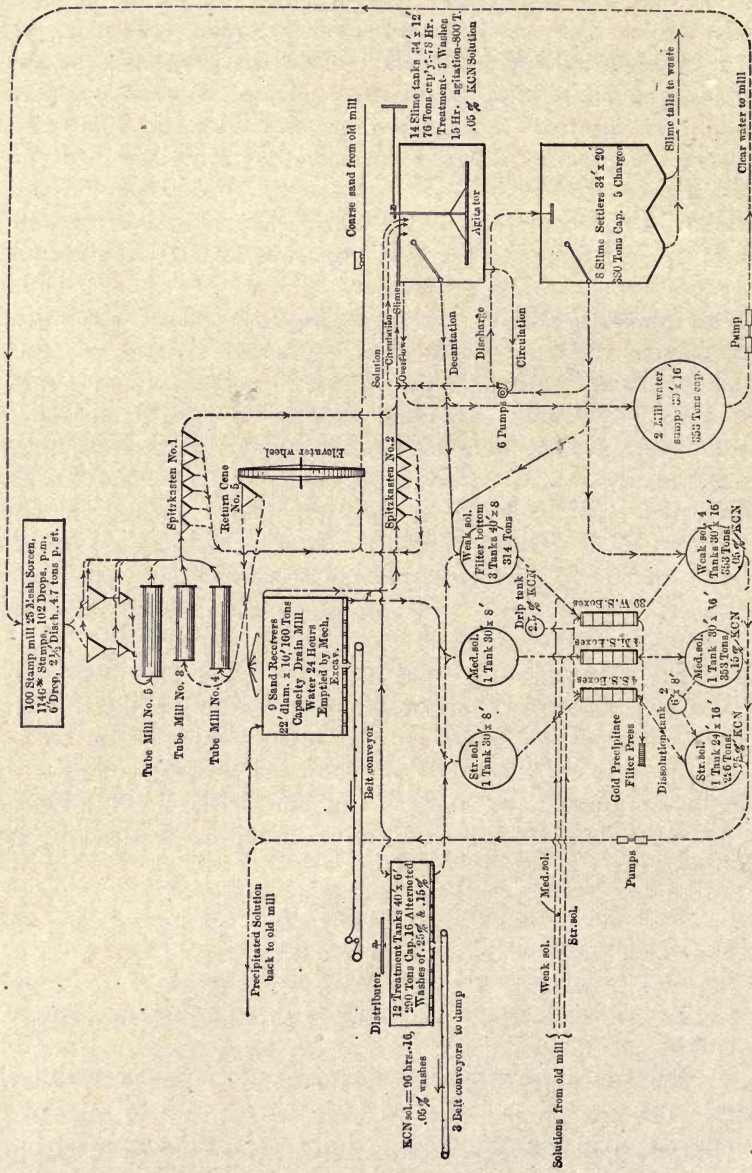 100 Stamp mill 25 Mesh Screen,
1146# Stamps, 102 Drops, p.m.
6" Drop, 2½ Disch..4.7 tons p. st.
Tube Mill No. 5
Tube Mill No. 3
Tube Mill No. 4
Spitzkasten No.1
Return Cone
No. 5
Elevator wheel
Coarse sand from old mill
14 Slime tanks 34' x 12
76 Tons cap'y.-78 Hr.
Treatment- 5 Washes
15 Hr. agitation-800 T.
.05 % KCN Solution
Solution
Circulation
Slime
Overflow
Agitator
Decantation
Discharge
Circulation
6 Pumps
8 Slime Settlers 34' x 20'
Tons Cap. 5 Charges
Slime tails to waste
Clear water to mill
Pump
2 Mill water
sumps x 16
353 Tons cap.
Spitzkasten No.2
9 Sand Receivers
22' diam. x 10' 100 Tons
Capacity Drain Mill
Water 24 Hours
Emptied by Mech.
Excav.
Belt conveyor
Precipitated Solution
back to old mill
Distributor
12 Treatment Tanks 40' x 6'
290 Tons Cap. 16 Alternated
Washes of .25% & .15%
KCN sol.= 96 hrs.-16,
.05 % washes
3 Belt conveyors to dump
Weak sol.
Filter bottom
3 Tanks 40' x 8
314 Tons
Med.sol
1 Tank 30' x 8'
Str.sol.
1 Tank 30' x 8'
Drip tank
% KCN
W.S.Boxes
S.Boxes
S.S.Boxes
Gold Precipitate
Filter Press
Dissolution tank 2
6' x 8'
Weak sol. 4
Tanks 30' x 16'
353 Tons
.05 % KCN
Med.sol.
1 Tank 30' x 16'
353 Tons
.15% KCN
Str.sol.
1 Tank 24' x 16'
226 Tons
.25 % KCN
Pumps
Weak sol.
Med.sol.
Str.sol.
Solutions from old mill